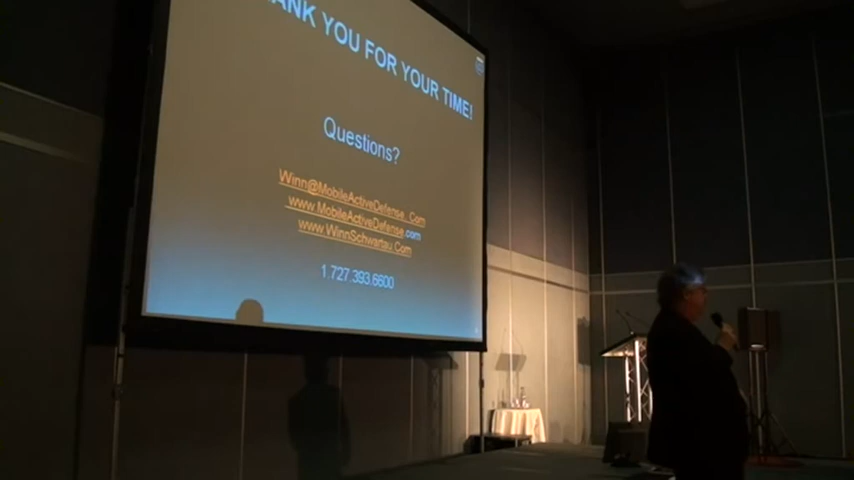 ANK YOU FOR YOUR TIME!
Questions?
Winn@MobileActiveDefense.Com
www.MobileActiveDefense.com
www.WinnSchwartau.Com
1.727.393.6600